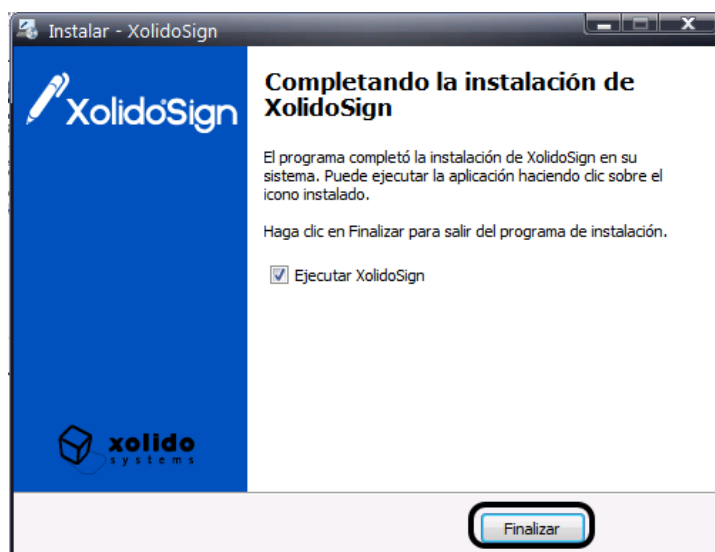 Instalar - XolidoSign
XolidoSign
Completando la instalación de
XolidoSign
El programa completó la instalación de XolidoSign en su
sistema. Puede ejecutar la aplicación haciendo clic sobre el
icono instalado.
Haga clic en Finalizar para salir del programa de instalación.
Ejecutar XolidoSign
xolido
systems
Finalizar